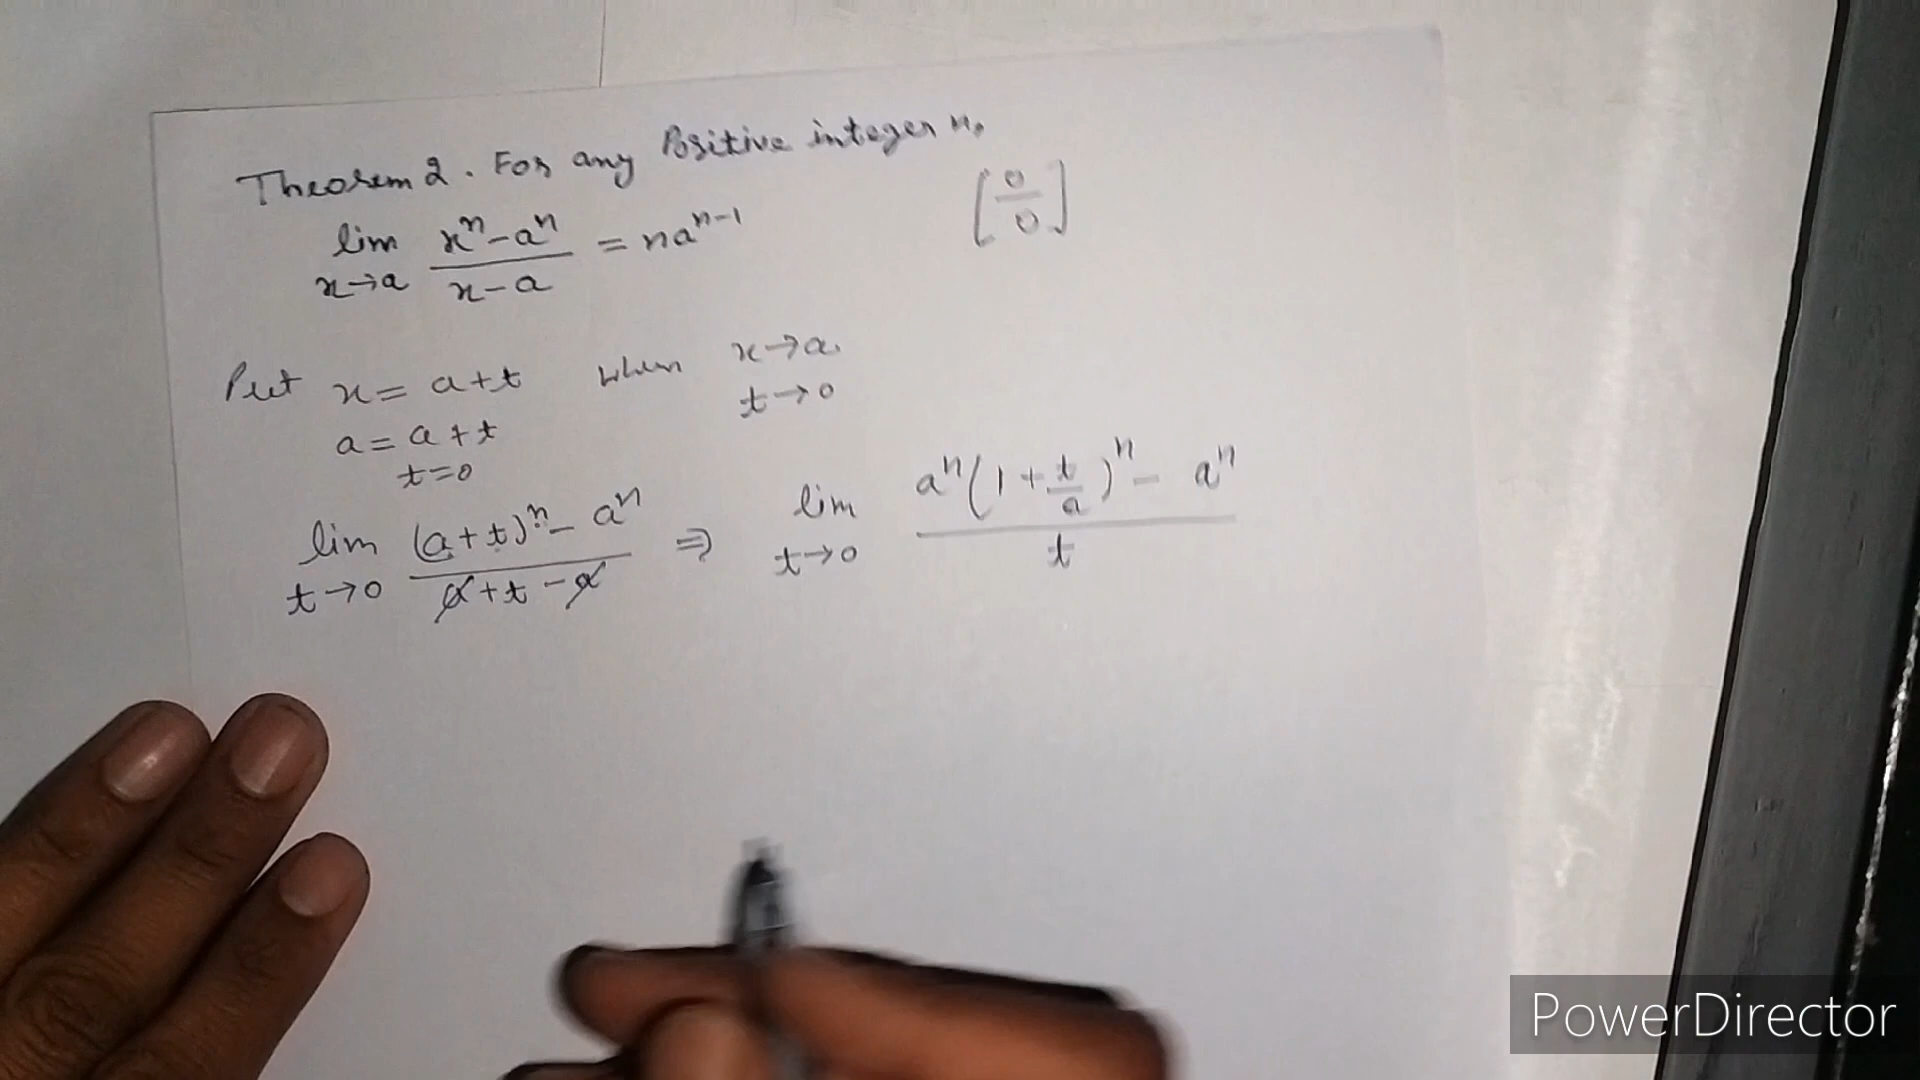 Theorem 2. For any Positive integer n.
lim x→a (xⁿ-aⁿ)/(x-a) = naⁿ⁻¹ [0/0]
Put x = a+t when x→a
a = a+t t→0
t=0
lim t→0 ((a+t)ⁿ - aⁿ)/(a+t-a) ⇒ lim t→0 (aⁿ(1+t/a)ⁿ - aⁿ)/t
PowerDirector